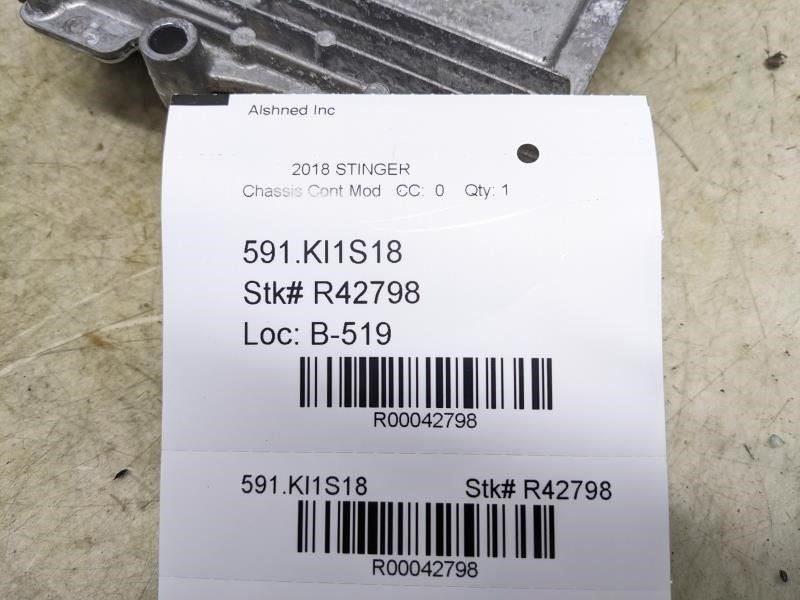 Alshned Inc
2018 STINGER
Chassis Cont Mod CC: 0 Qty: 1
591.KI1S18
Stk# R42798
Loc: B-519
R00042798
591.KI1S18 Stk# R42798
R00042798